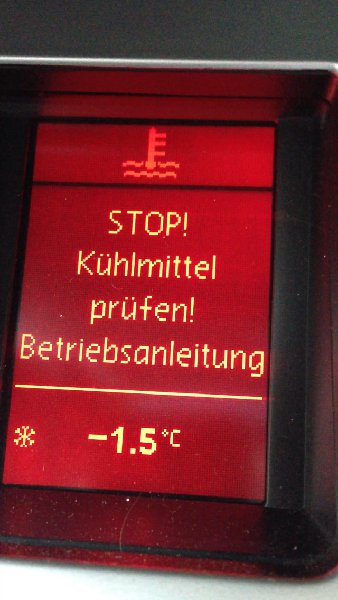 STOP!
Kühlmittel
prüfen!
Betriebsanleitung
-1.5°C